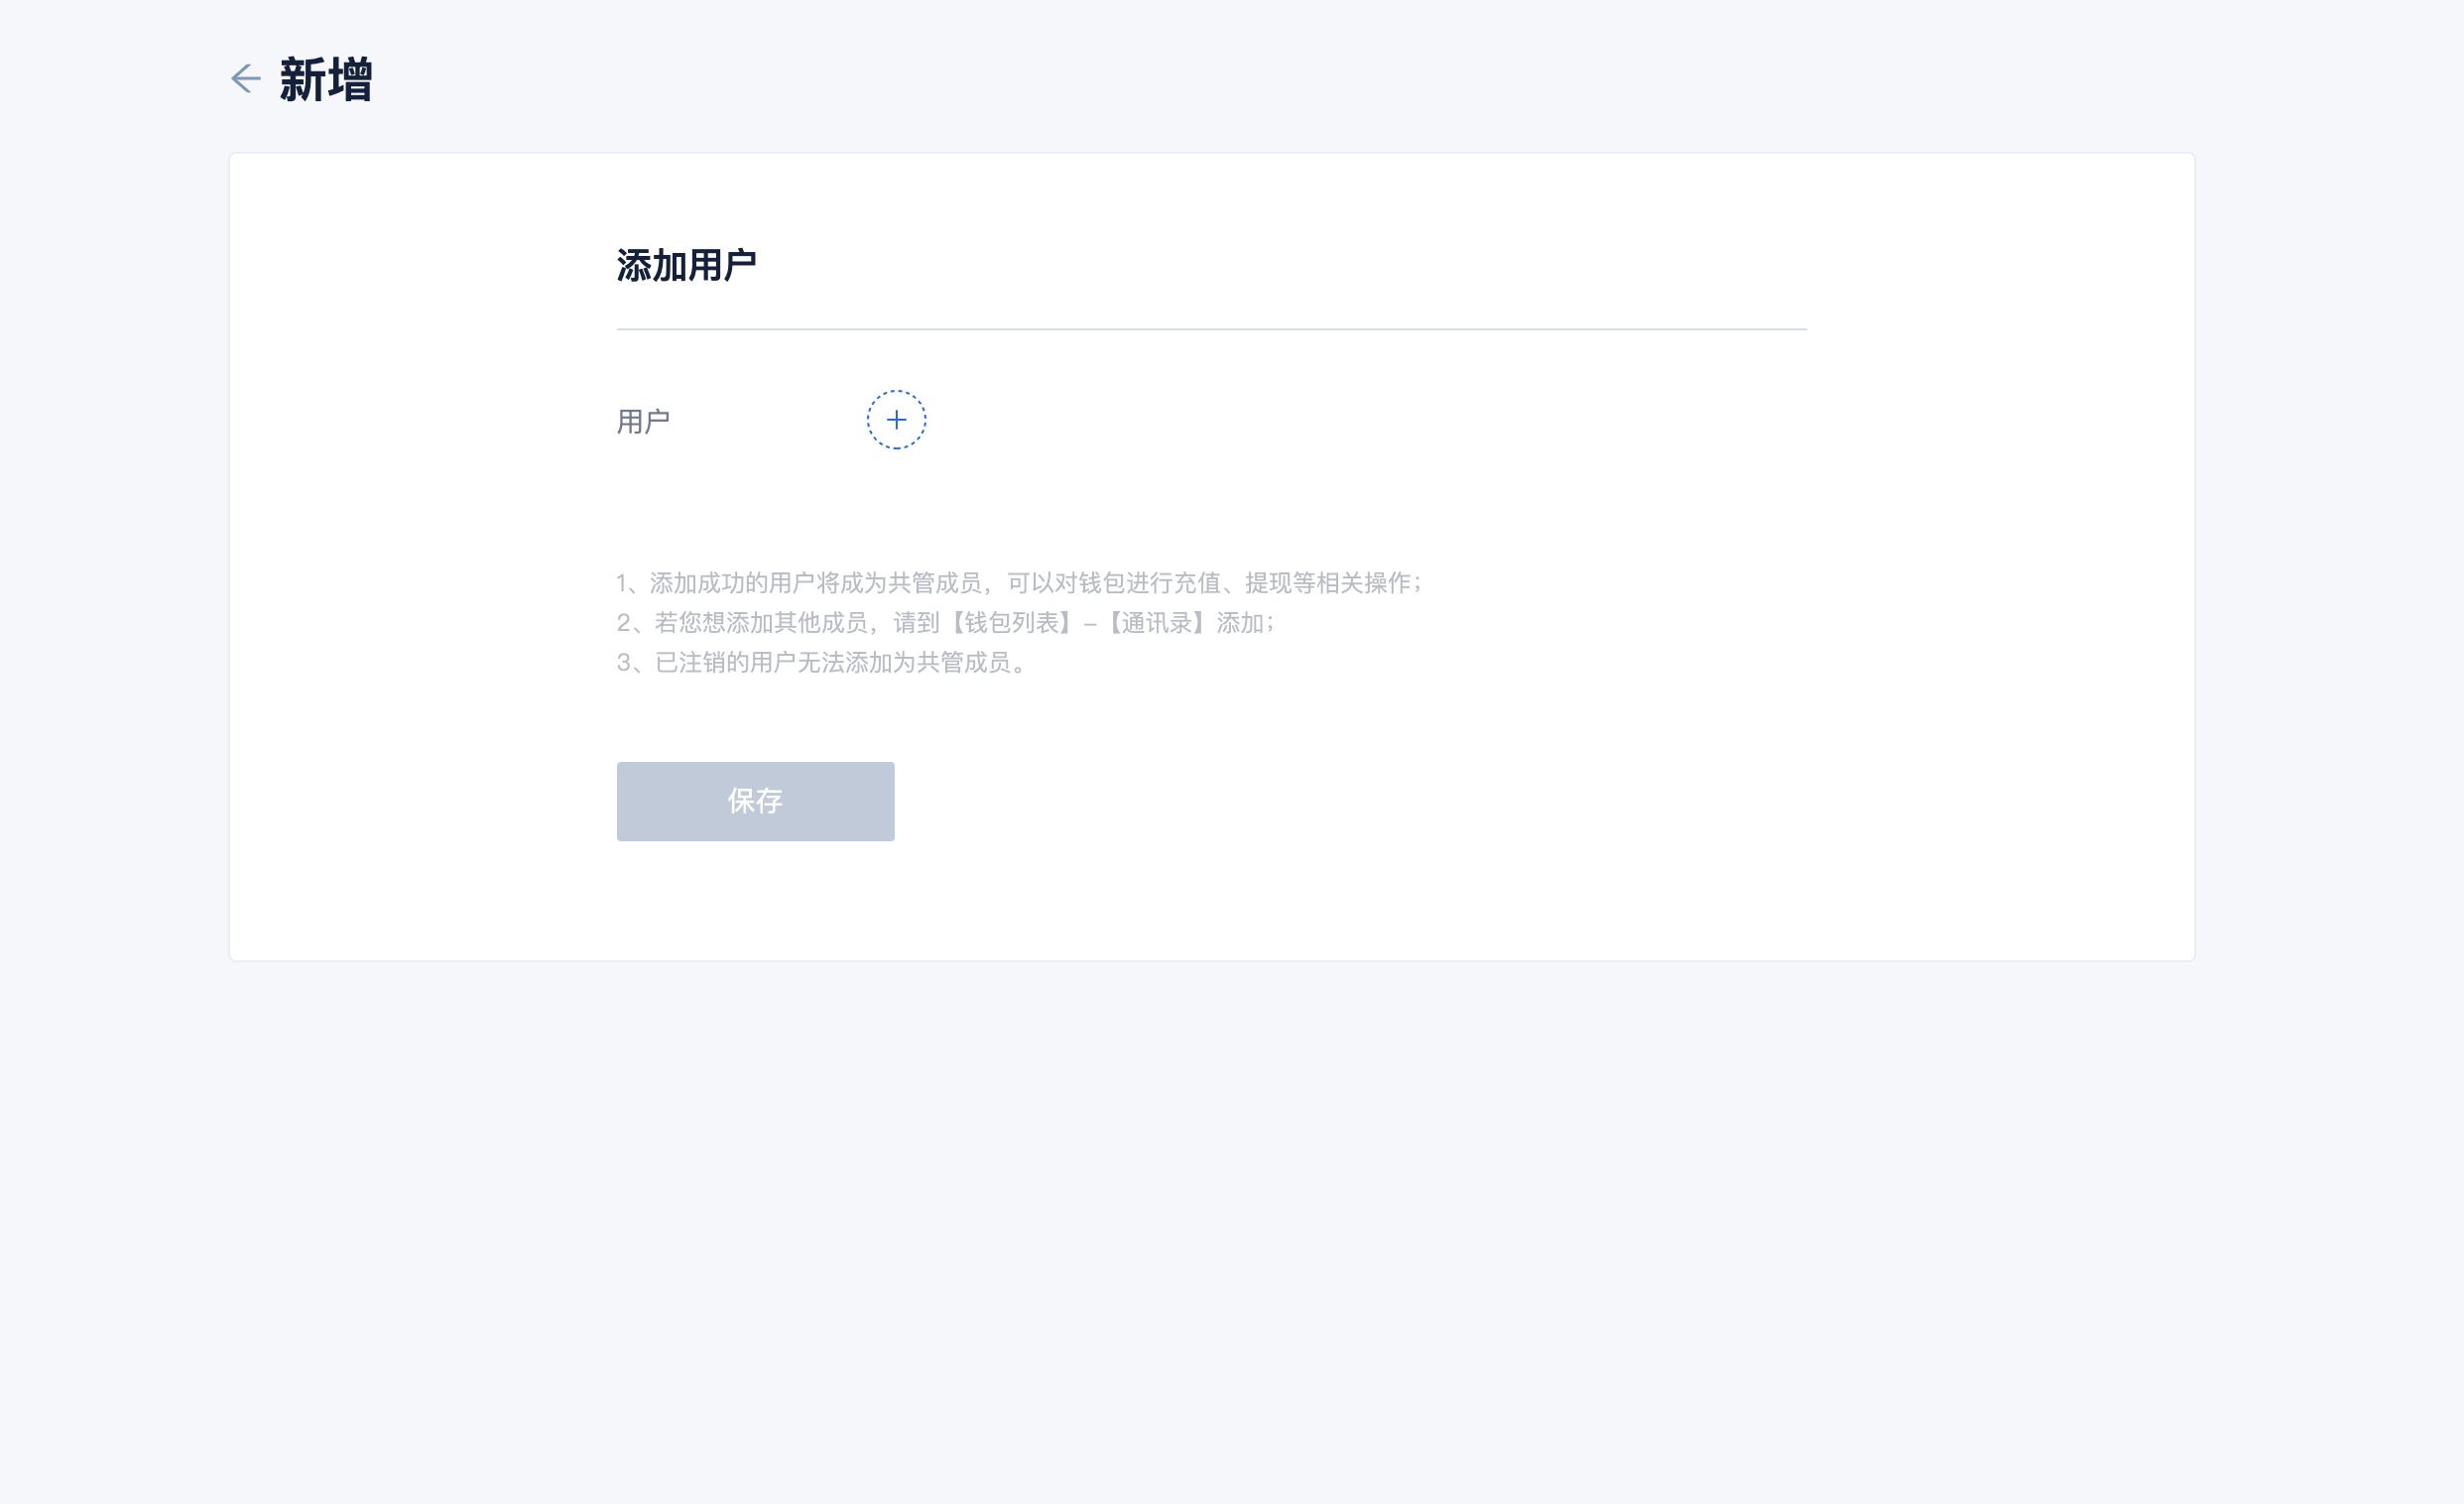 新增
添加用户
用户
1、添加成功的用户将成为共管成员，可以对钱包进行充值、提现等相关操作；
2、若您想添加其他成员，请到【钱包列表】-【通讯录】添加；
3、已注销的用户无法添加为共管成员。
保存